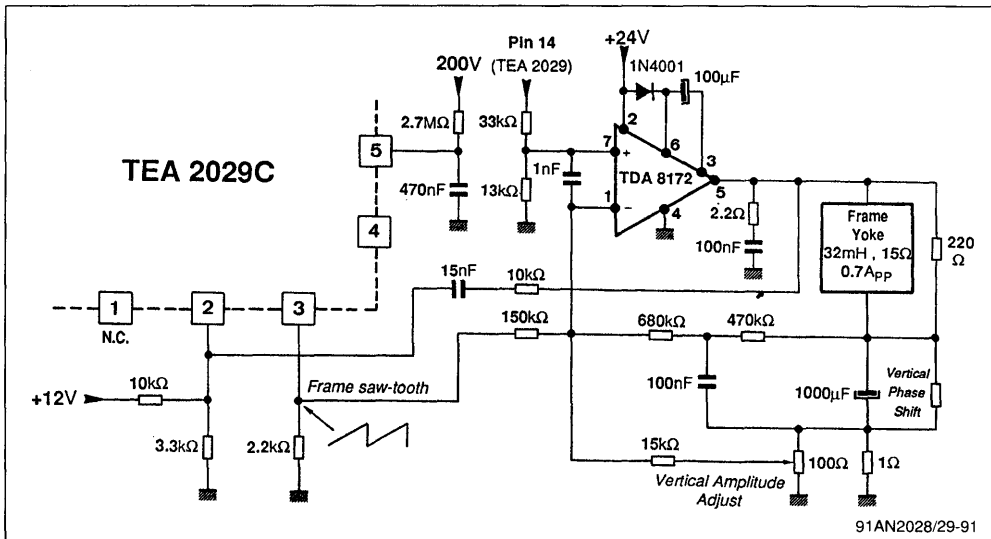 +24V
Pin 14
(TEA 2029)
200V
1N4001
100µF
2.7MΩ
33kΩ
2
6
3
5
7
+
TEA 2029C
1nF
TDA 8172
5
470nF
13kΩ
1
−
4
2.2Ω
100nF
Frame
Yoke
32mH , 15Ω
0.7APP
220
Ω
4
15nF
10kΩ
1
2
3
N.C.
150kΩ
680kΩ
470kΩ
100nF
1000µF
Vertical
Phase
Shift
+12V
10kΩ
Frame saw-tooth
3.3kΩ
2.2kΩ
15kΩ
100Ω
1Ω
Vertical Amplitude
Adjust
91AN2028/29-91